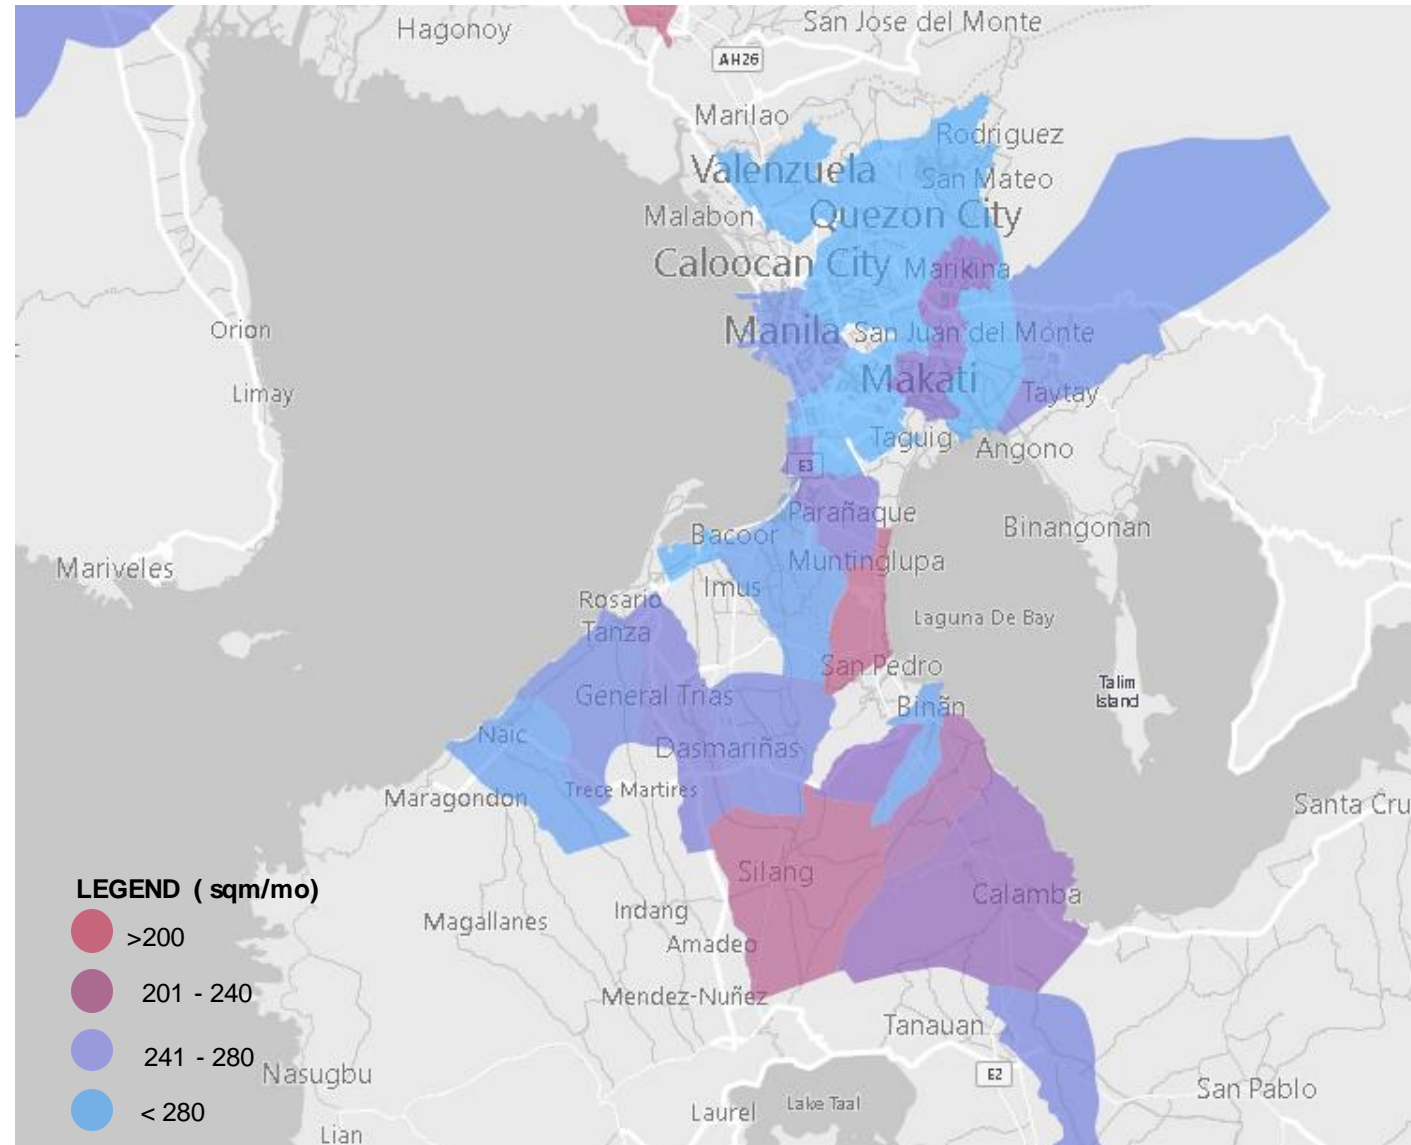 San Jose del Monte
Hagonoy
AH26
Marilao
Rodriguez
Valenzuela
San Mateo
Malabon
Quezon City
Caloocan City
Marikina
Orion
Manila
San Juan del Monte
Makati
Limay
Taytay
Taguig
Angono
E3
Parañaque
Bacoor
Binangonan
Mariveles
Muntinglupa
Imus
Rosario
Laguna De Bay
Tanza
San Pedro
Talim
Island
General Trias
Binãn
Naic
Dasmariñas
Trece Martires
Maragondon
Santa Cru
Silang
LEGEND ( sqm/mo)
Calamba
Indang
Magallanes
>200
Amadeo
201 - 240
Mendez-Nuñez
Tanauan
241 - 280
Nasugbu
E2
San Pablo
< 280
Laurel
Lake Taal
Lian